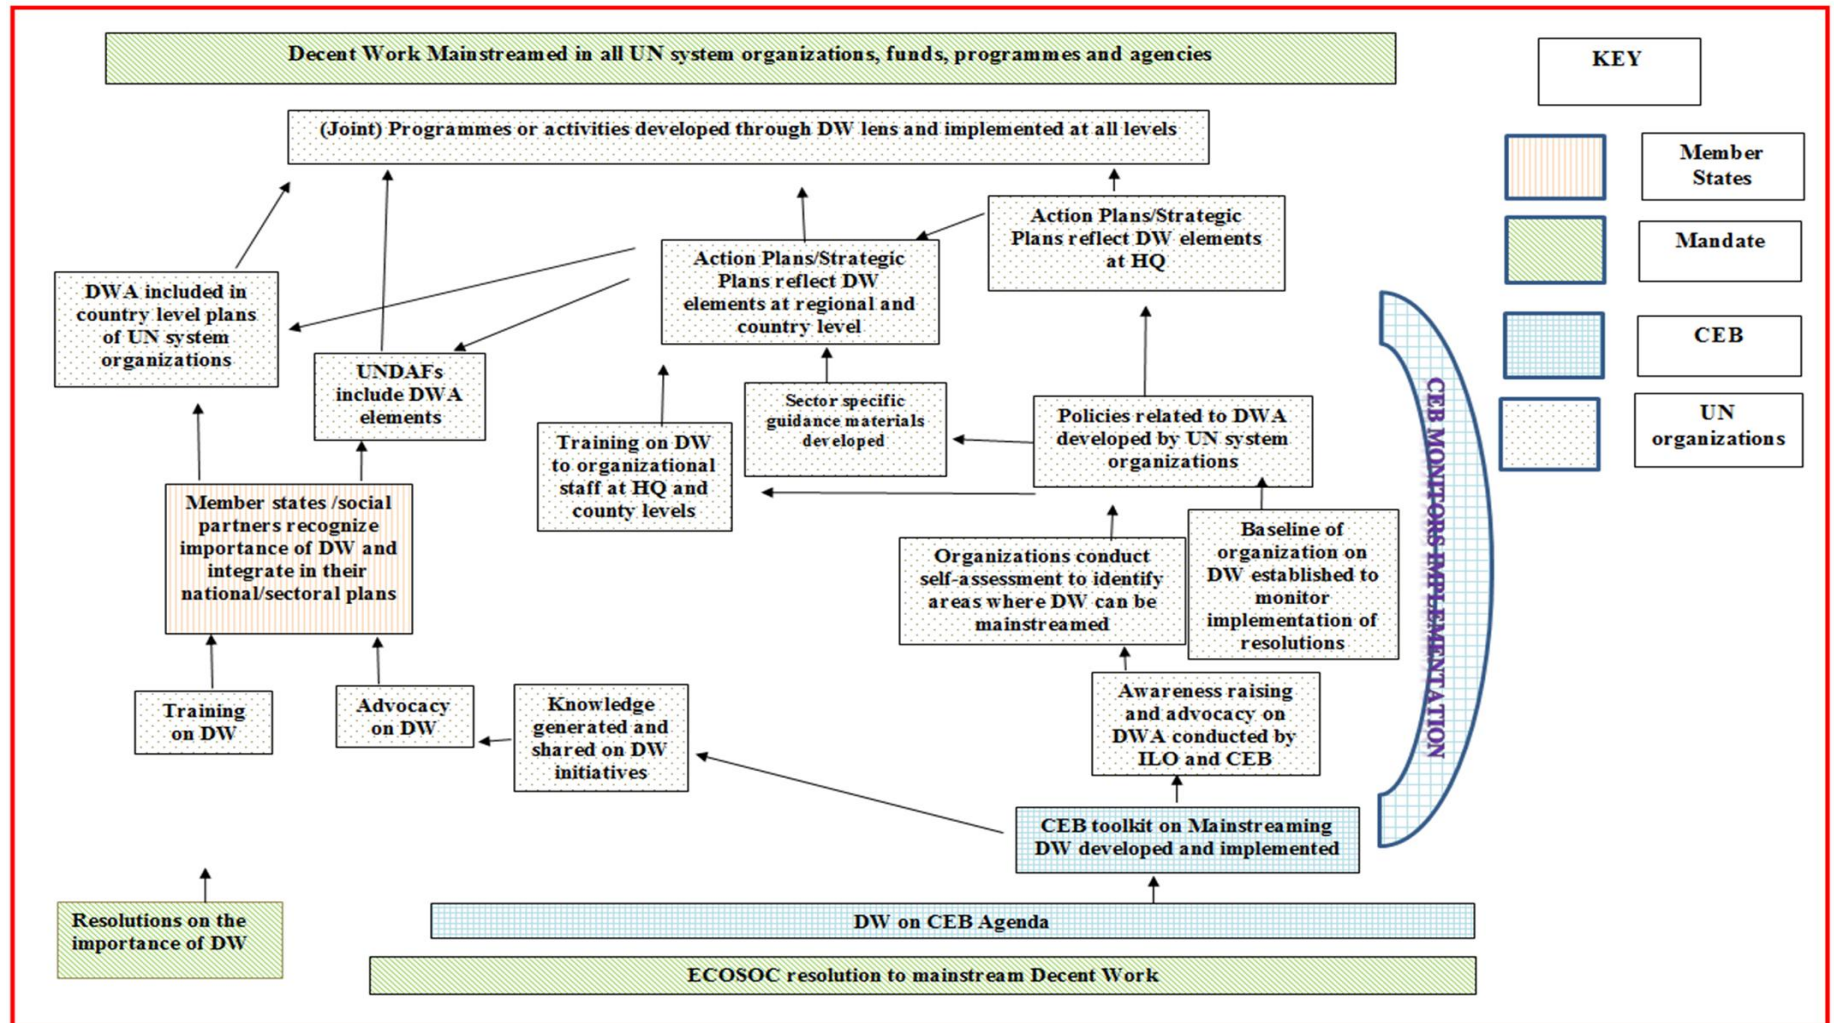 Decent Work Mainstreamed in all UN system organizations, funds, programmes and agencies
KEY
(Joint) Programmes or activities developed through DW lens and implemented at all levels
Member
States
Mandate
CEB
UN
organizations
Action Plans/Strategic
Plans reflect DW elements
at HQ
Action Plans/Strategic
Plans reflect DW
elements at regional and
country level
DWA included in
country level plans
of UN system
organizations
UNDAFs
include DWA
elements
Sector specific
guidance materials
developed
Policies related to DWA
developed by UN system
organizations
Training on DW
to organizational
staff at HQ and
county levels
CEB MONITORS IMPLEMENTATION
Member states /social
partners recognize
importance of DW and
integrate in their
national/sectoral plans
Organizations conduct
self-assessment to identify
areas where DW can be
mainstreamed
Baseline of
organization on
DW established to
monitor
implementation of
resolutions
Training
on DW
Advocacy
on DW
Knowledge
generated and
shared on DW
initiatives
Awareness raising
and advocacy on
DWA conducted by
ILO and CEB
CEB toolkit on Mainstreaming
DW developed and implemented
Resolutions on the
importance of DW
DW on CEB Agenda
ECOSOC resolution to mainstream Decent Work